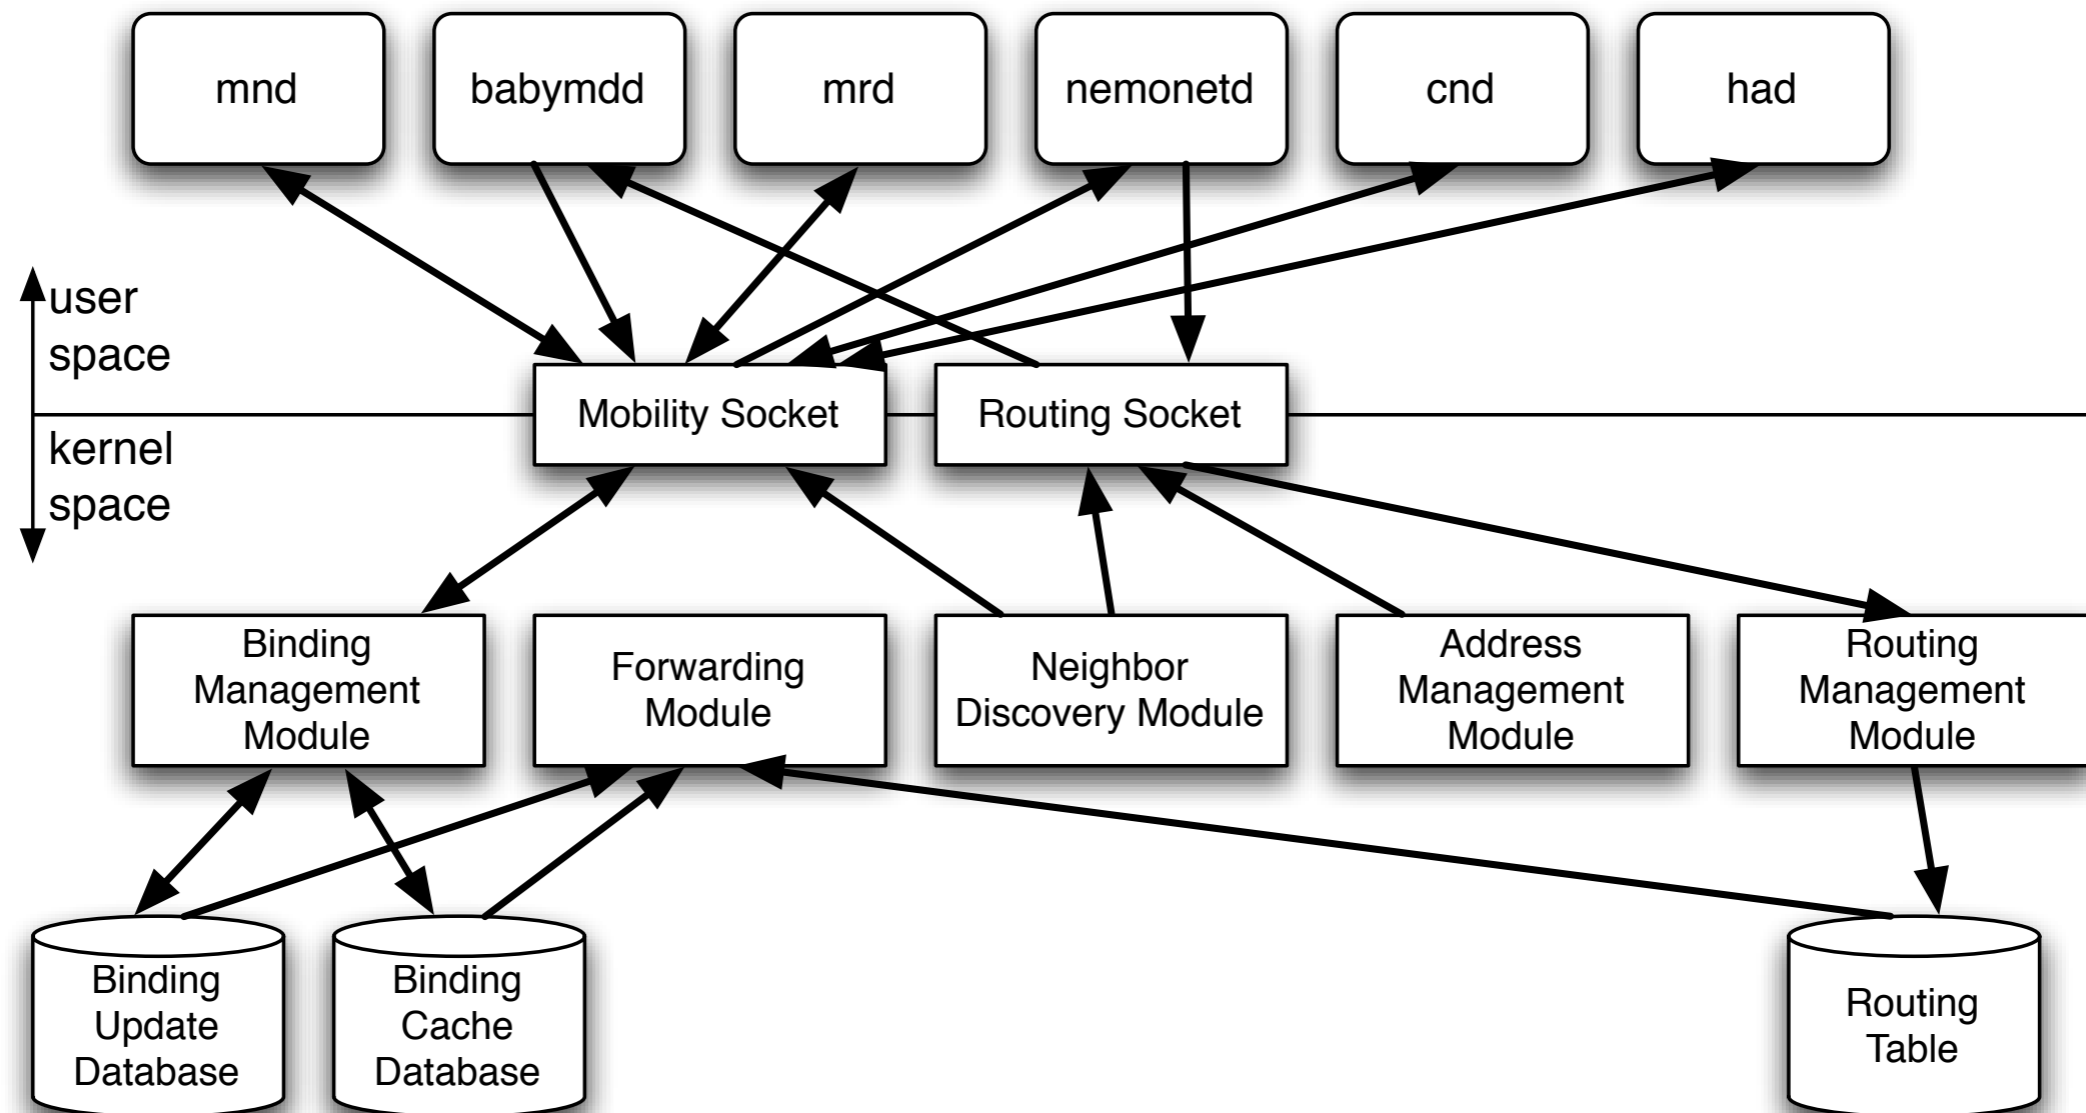 mnd
babymdd
mrd
nemonetd
cnd
had
user
space
Mobility Socket
Routing Socket
kernel
space
Binding
Management
Module
Forwarding
Module
Neighbor
Discovery Module
Address
Management
Module
Routing
Management
Module
Binding
Update
Database
Binding
Cache
Database
Routing
Table